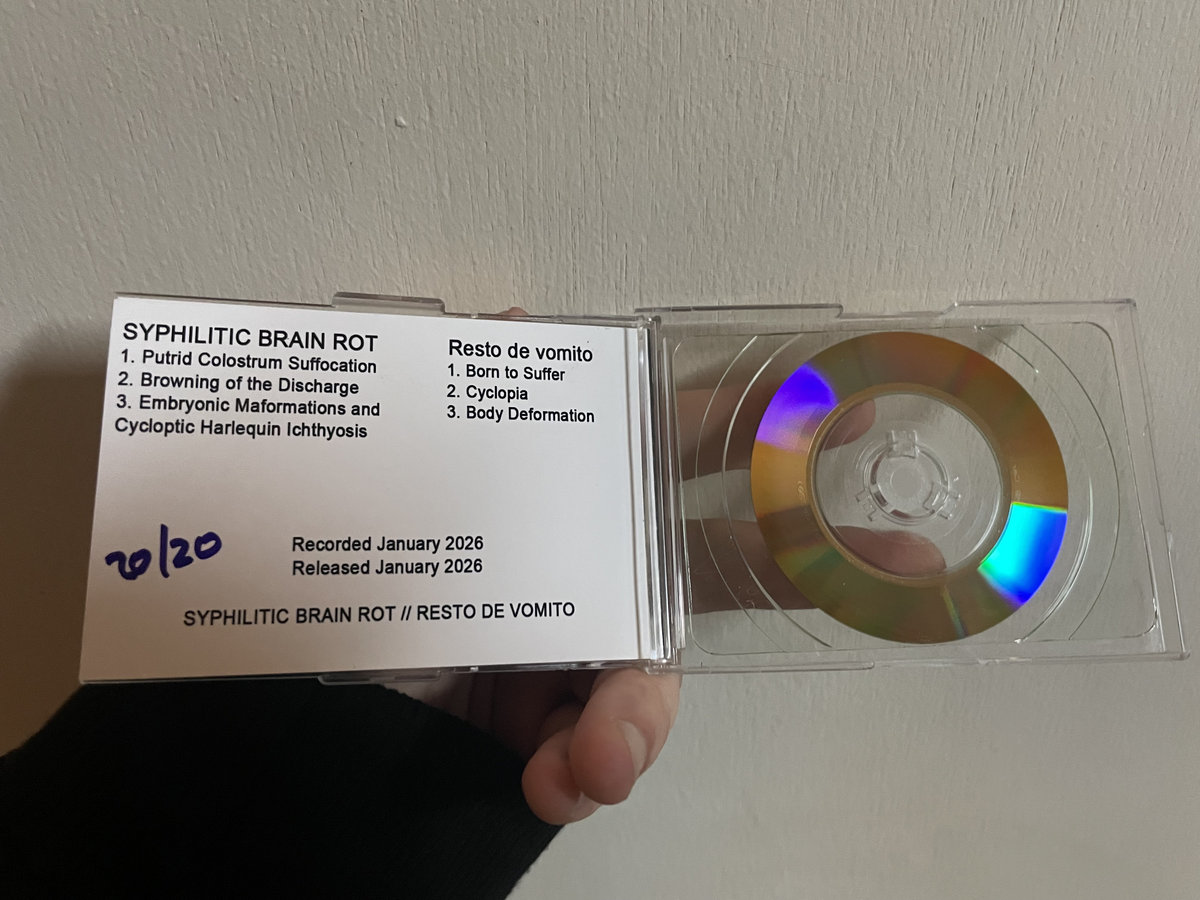 SYPHILITIC BRAIN ROT
1. Putrid Colostrum Suffocation
2. Browning of the Discharge
3. Embryonic Maformations and
Cycloptic Harlequin Ichthyosis
Resto de vomito
1. Born to Suffer
2. Cyclopia
3. Body Deformation
20/20
Recorded January 2026
Released January 2026
SYPHILITIC BRAIN ROT // RESTO DE VOMITO